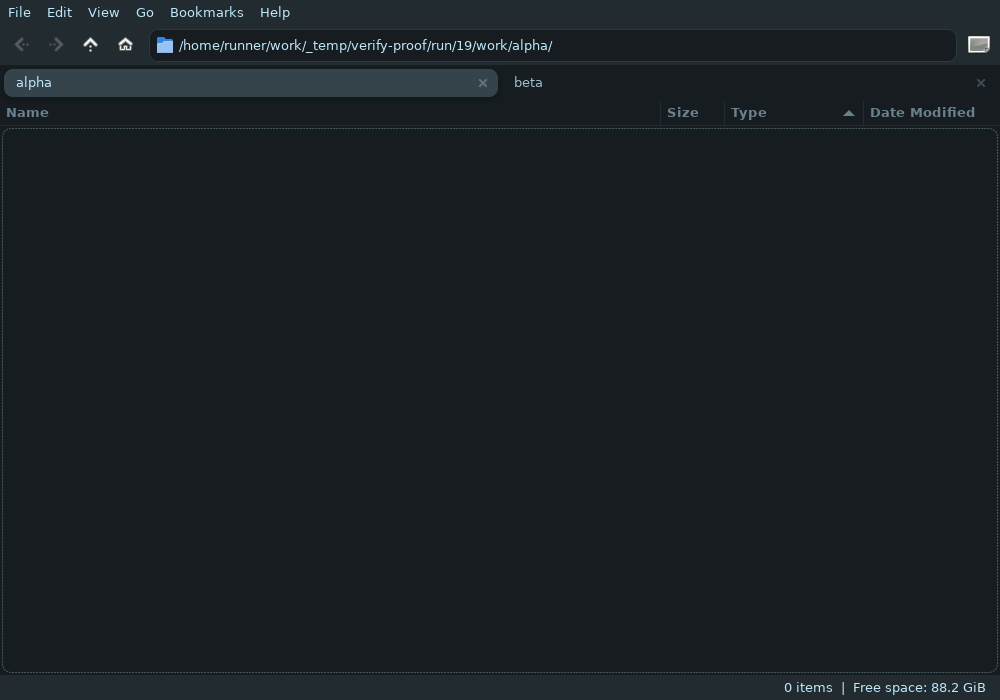 File Edit View Go Bookmarks Help
/home/runner/work/_temp/verify-proof/run/19/work/alpha/
alpha beta
Name Size Type Date Modified
0 items | Free space: 88.2 GiB